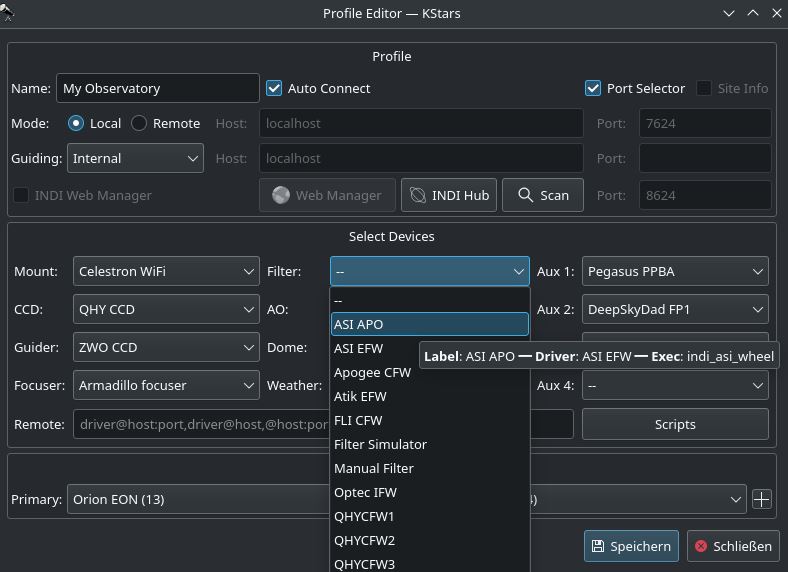 Profile Editor — KStars
Profile
Name: My Observatory Auto Connect Port Selector Site Info
Mode: Local Remote Host: localhost Port: 7624
Guiding: Internal Host: localhost Port:
INDI Web Manager Web Manager INDI Hub Scan Port: 8624
Select Devices
Mount: Celestron WiFi Filter: -- Aux 1: Pegasus PPBA
--
CCD: QHY CCD AO: Aux 2: DeepSkyDad FP1
ASI APO
Guider: ZWO CCD Dome: ASI EFW
Label: ASI APO — Driver: ASI EFW — Exec: indi_asi_wheel
Apogee CFW
Focuser: Armadillo focuser Weather: Aux 4: --
Atik EFW
Remote: driver@host:port,driver@host,@host:por FLI CFW Scripts
Filter Simulator
Manual Filter
Optec IFW
Primary: Orion EON (13) 4)
QHYCFW1
QHYCFW2
Speichern Schließen
QHYCFW3